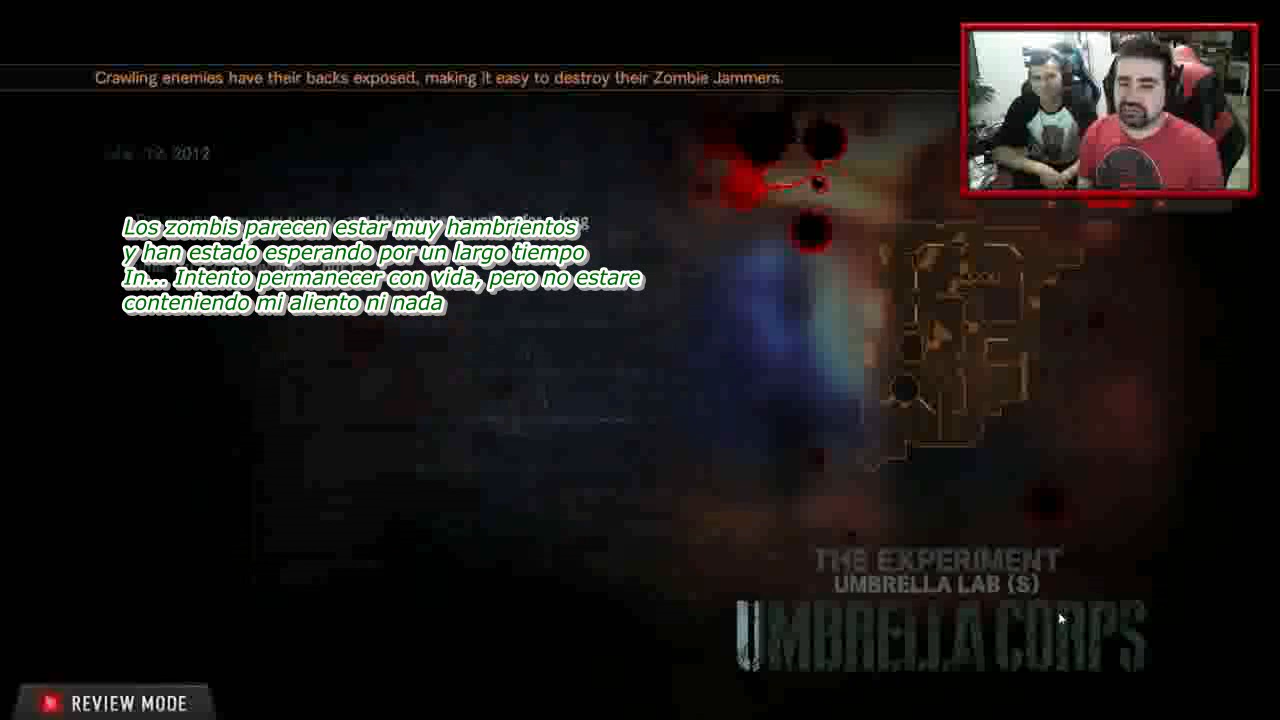 Crawling enemies have their backs exposed, making it easy to destroy their Zombie Jammers.
2012
Los zombis parecen estar muy hambrientos
y han estado esperando por un largo tiempo
In... Intento permanecer con vida, pero no estare
conteniendo mi aliento ni nada
THE EXPERIMENT
UMBRELLA LAB (S)
UMBRELLA CORPS
REVIEW MODE